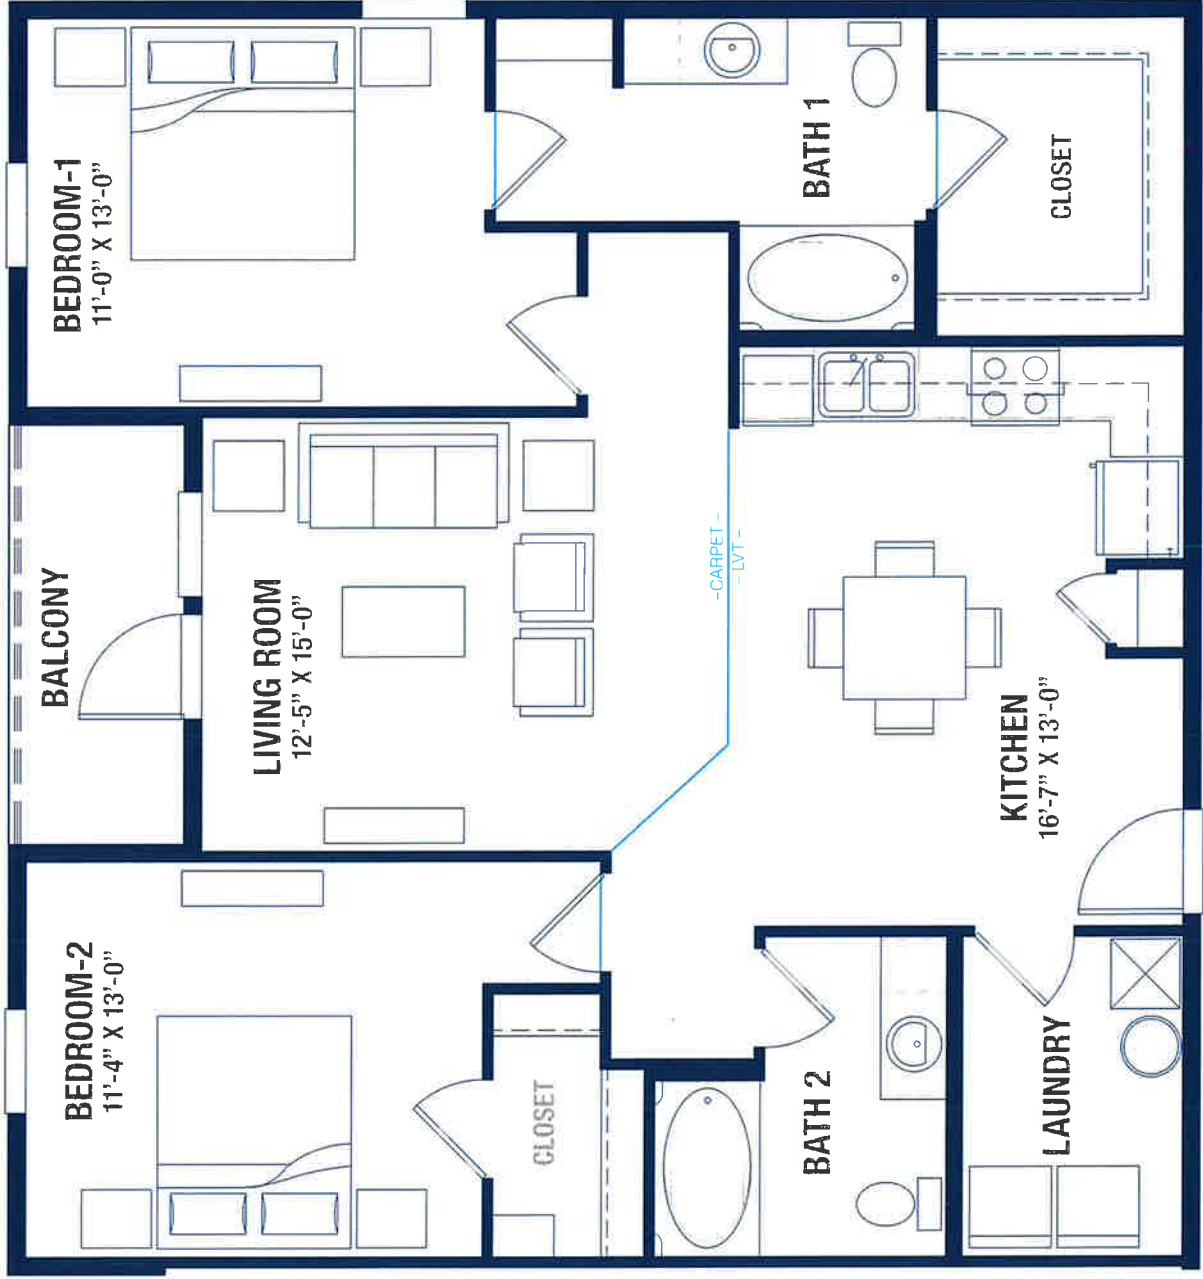 BEDROOM-1
11'-0" X 13'-0"
BATH 1
CLOSET
BALCONY
LIVING ROOM
12'-5" X 15'-0"
-CARPET-
-LVT-
KITCHEN
16'-7" X 13'-0"
BEDROOM-2
11'-4" X 13'-0"
CLOSET
BATH 2
LAUNDRY